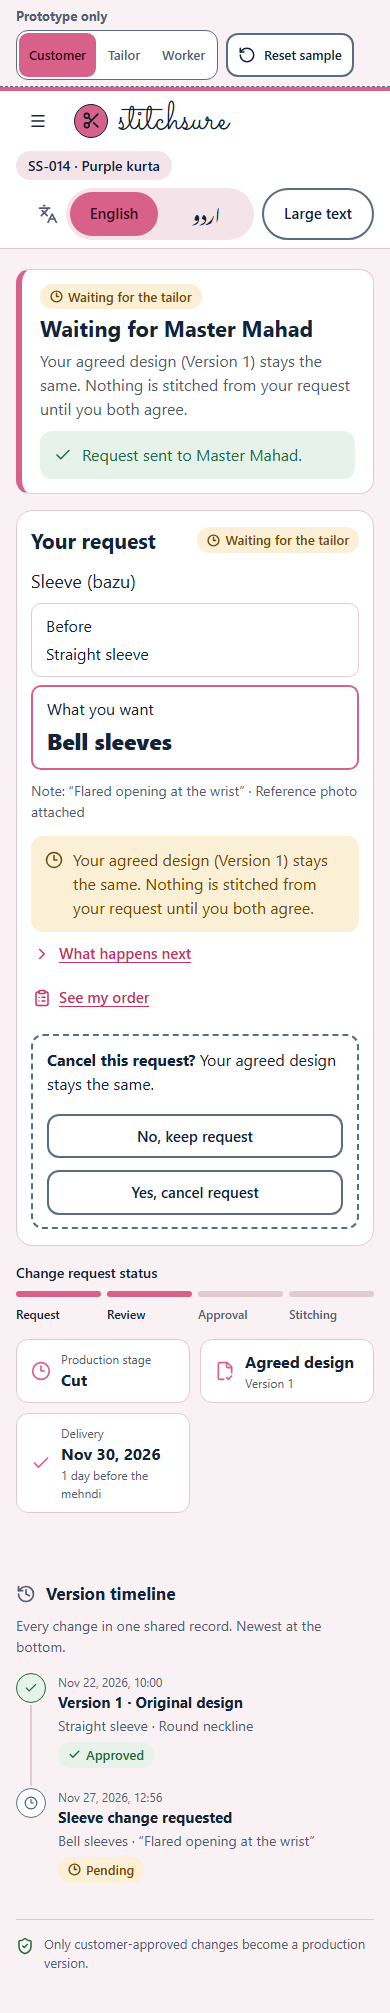 Prototype only
Customer
Tailor
Worker
Reset sample
stitchsure
SS-014 · Purple kurta
English
اردو
Large text
Waiting for the tailor
Waiting for Master Mahad
Your agreed design (Version 1) stays the
same. Nothing is stitched from your request
until you both agree.
Request sent to Master Mahad.
Your request
Waiting for the tailor
Sleeve (bazu)
Before
Straight sleeve
What you want
Bell sleeves
Note: “Flared opening at the wrist” · Reference photo
attached
Your agreed design (Version 1) stays
the same. Nothing is stitched from
your request until you both agree.
What happens next
See my order
Cancel this request? Your agreed design
stays the same.
No, keep request
Yes, cancel request
Change request status
Request
Review
Approval
Stitching
Production stage
Cut
Agreed design
Version 1
Delivery
Nov 30, 2026
1 day before the
mehndi
Version timeline
Every change in one shared record. Newest at the
bottom.
Nov 22, 2026, 10:00
Version 1 · Original design
Straight sleeve · Round neckline
Approved
Nov 27, 2026, 12:56
Sleeve change requested
Bell sleeves · “Flared opening at the wrist”
Pending
Only customer-approved changes become a production
version.